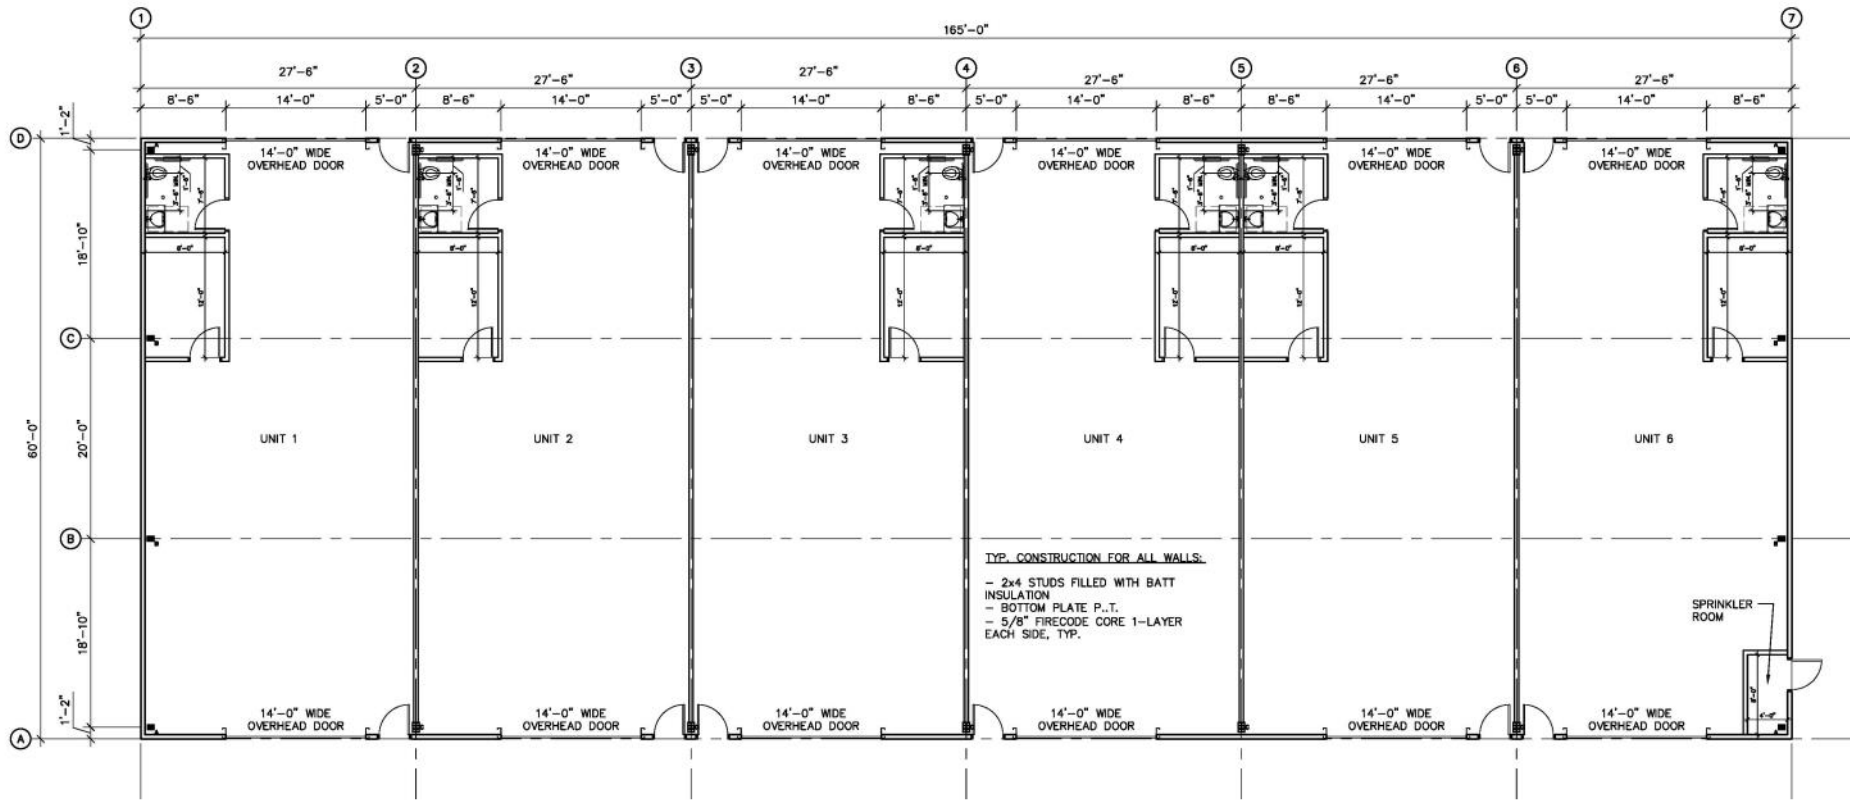 1
7
165'-0"
2
3
4
5
6
27'-6"
27'-6"
27'-6"
27'-6"
27'-6"
27'-6"
8'-6"
14'-0"
5'-0"
8'-6"
14'-0"
5'-0"
5'-0"
14'-0"
8'-6"
5'-0"
14'-0"
8'-6"
8'-6"
14'-0"
5'-0"
5'-0"
14'-0"
8'-6"
1'-2"
D
14'-0" WIDE
OVERHEAD DOOR
14'-0" WIDE
OVERHEAD DOOR
14'-0" WIDE
OVERHEAD DOOR
14'-0" WIDE
OVERHEAD DOOR
14'-0" WIDE
OVERHEAD DOOR
14'-0" WIDE
OVERHEAD DOOR
18'-10"
C
60'-0"
20'-0"
UNIT 1
UNIT 2
UNIT 3
UNIT 4
UNIT 5
UNIT 6
B
TYP. CONSTRUCTION FOR ALL WALLS:
- 2x4 STUDS FILLED WITH BATT
INSULATION
- BOTTOM PLATE P..T.
- 5/8" FIRECODE CORE 1-LAYER
EACH SIDE, TYP.
SPRINKLER
ROOM
18'-10"
1'-2"
A
14'-0" WIDE
OVERHEAD DOOR
14'-0" WIDE
OVERHEAD DOOR
14'-0" WIDE
OVERHEAD DOOR
14'-0" WIDE
OVERHEAD DOOR
14'-0" WIDE
OVERHEAD DOOR
14'-0" WIDE
OVERHEAD DOOR